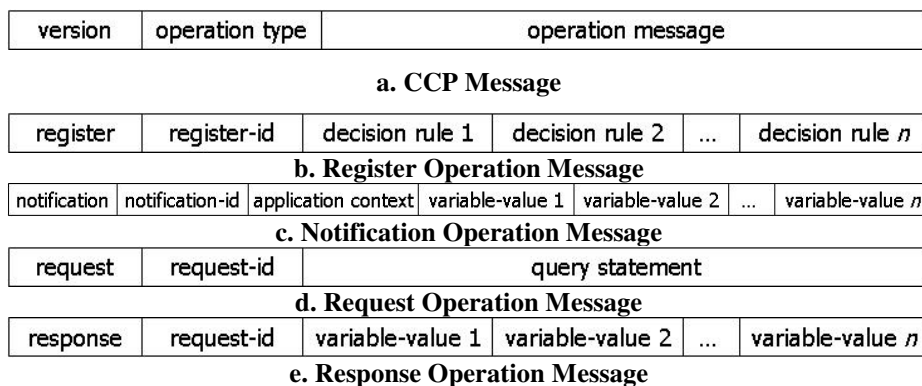 version operation type operation message
a. CCP Message
register register-id decision rule 1 decision rule 2 ... decision rule n
b. Register Operation Message
notification notification-id application context variable-value 1 variable-value 2 ... variable-value n
c. Notification Operation Message
request request-id query statement
d. Request Operation Message
response request-id variable-value 1 variable-value 2 ... variable-value n
e. Response Operation Message